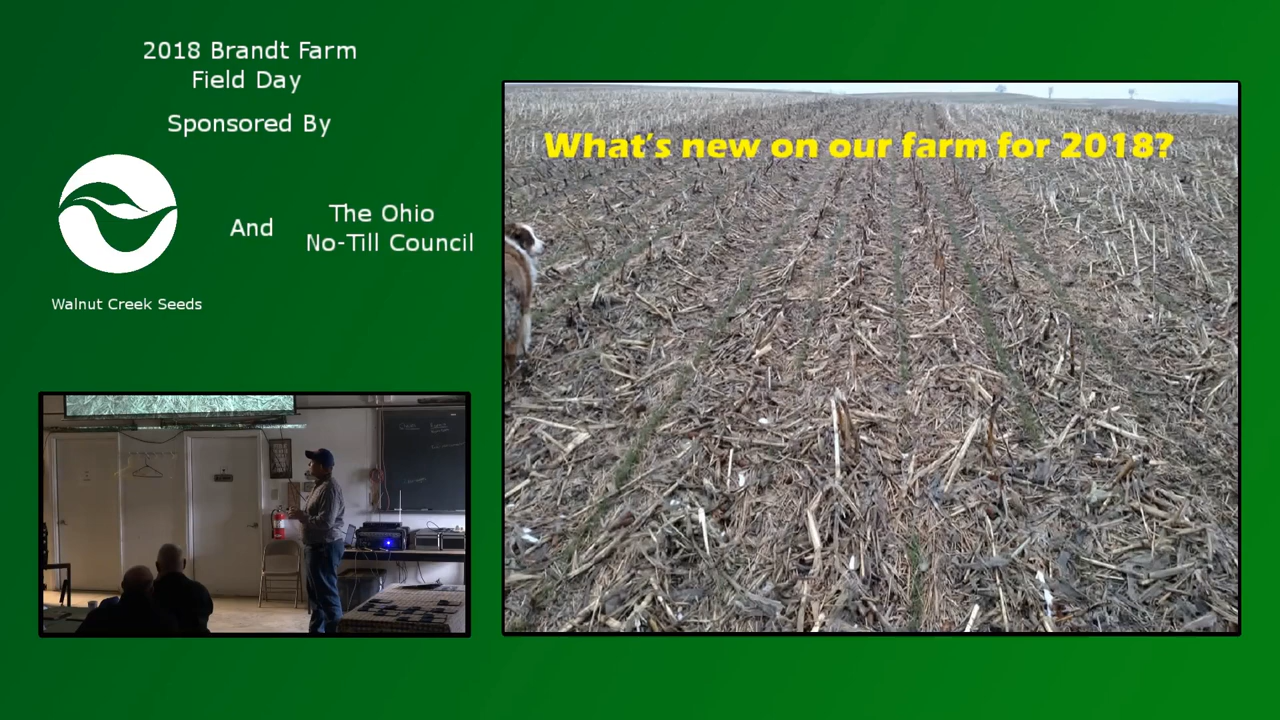 2018 Brandt Farm
Field Day
Sponsored By
And
The Ohio
No-Till Council
Walnut Creek Seeds
What's new on our farm for 2018?